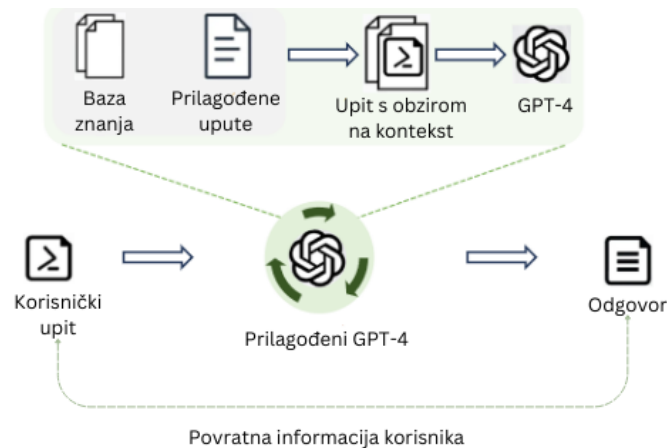 Baza
znanja
Prilagođene
upute
Upit s obzirom
na kontekst
GPT-4
Korisnički
upit
Prilagođeni GPT-4
Odgovor
Povratna informacija korisnika